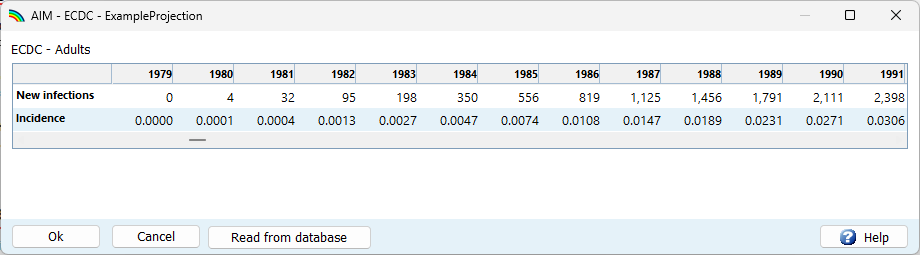 AIM - ECDC - ExampleProjection
ECDC - Adults
1979 1980 1981 1982 1983 1984 1985 1986 1987 1988 1989 1990 1991
New infections 0 4 32 95 198 350 556 819 1,125 1,456 1,791 2,111 2,398
Incidence 0.0000 0.0001 0.0004 0.0013 0.0027 0.0047 0.0074 0.0108 0.0147 0.0189 0.0231 0.0271 0.0306
Ok Cancel Read from database ? Help